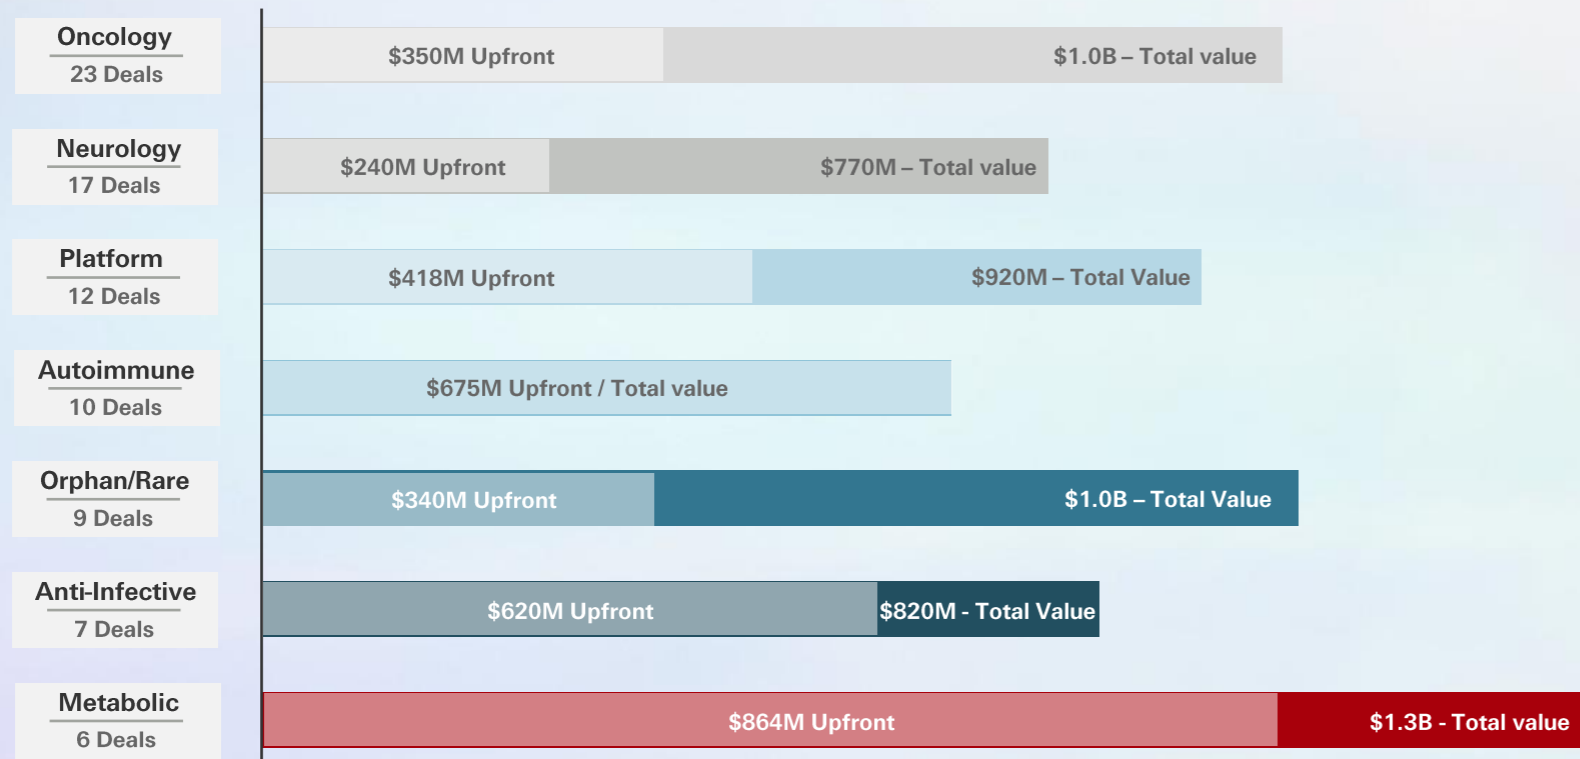 Oncology
23 Deals
$350M Upfront
$1.0B – Total value
Neurology
17 Deals
$240M Upfront
$770M – Total value
Platform
12 Deals
$418M Upfront
$920M – Total Value
Autoimmune
10 Deals
$675M Upfront / Total value
Orphan/Rare
9 Deals
$340M Upfront
$1.0B – Total Value
Anti-Infective
7 Deals
$620M Upfront
$820M - Total Value
Metabolic
6 Deals
$864M Upfront
$1.3B - Total value